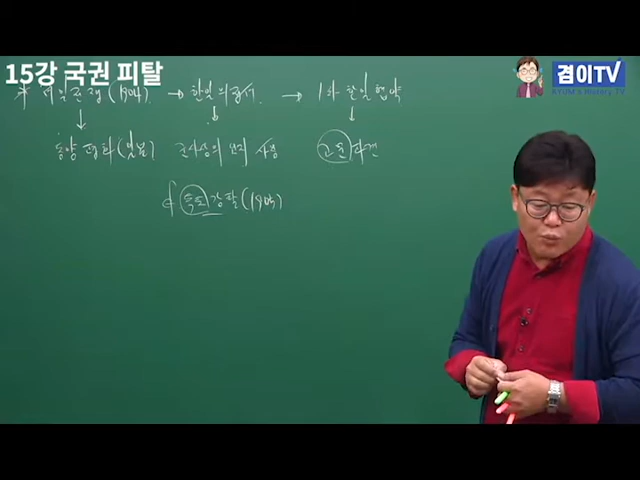 15강 국권 피탈
겸이TV
KYUM's History TV
* 러일전쟁(1904) → 한일의정서 → 1차 한일협약
동양 평화(명분) 군사상의 요지 사용 고문파견
독도강탈(1905)